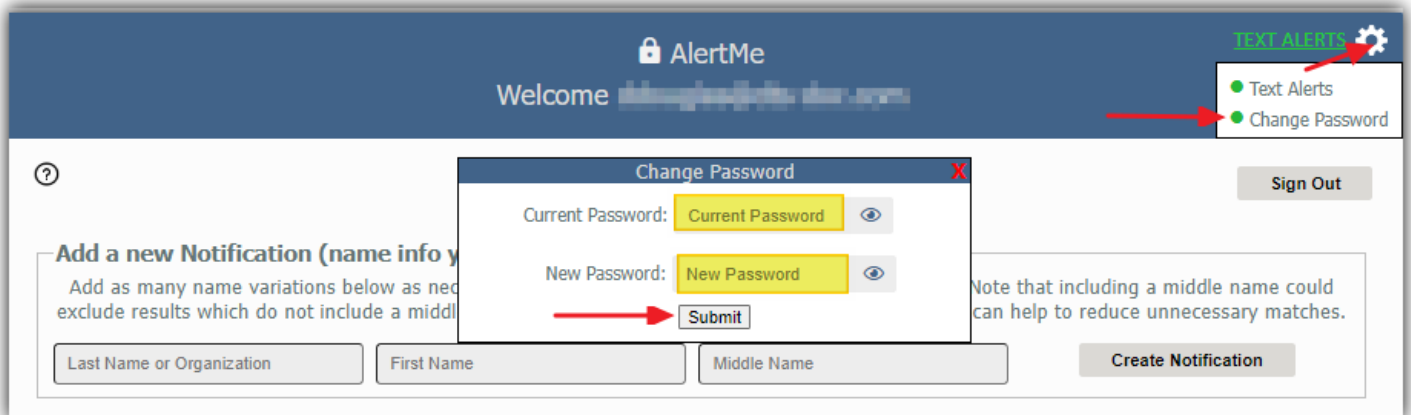 AlertMe
TEXT ALERTS
Welcome
Text Alerts
Change Password
Sign Out
Change Password X
Current Password: Current Password
New Password: New Password
Submit
Add a new Notification (name info y
Add as many name variations below as nec Note that including a middle name could
exclude results which do not include a middl can help to reduce unnecessary matches.
Last Name or Organization First Name Middle Name Create Notification